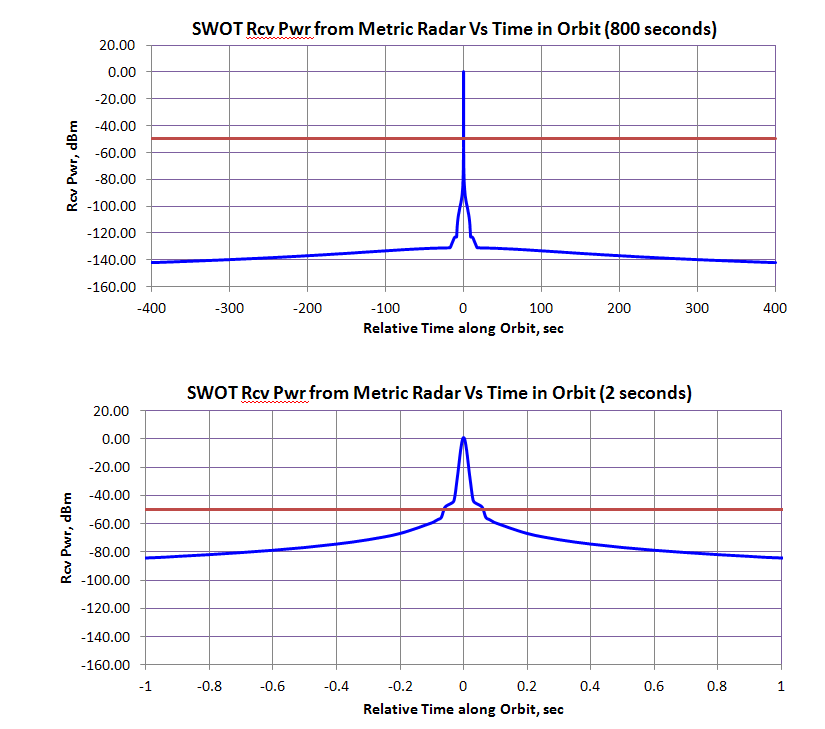 SWOT Rcv Pwr from Metric Radar Vs Time in Orbit (800 seconds)
20.00
0.00
-20.00
-40.00
-60.00
-80.00
-100.00
-120.00
-140.00
-160.00
Rcv Pwr, dBm
-400 -300 -200 -100 0 100 200 300 400
Relative Time along Orbit, sec
SWOT Rcv Pwr from Metric Radar Vs Time in Orbit (2 seconds)
20.00
0.00
-20.00
-40.00
-60.00
-80.00
-100.00
-120.00
-140.00
-160.00
Rcv Pwr, dBm
-1 -0.8 -0.6 -0.4 -0.2 0 0.2 0.4 0.6 0.8 1
Relative Time along Orbit, sec